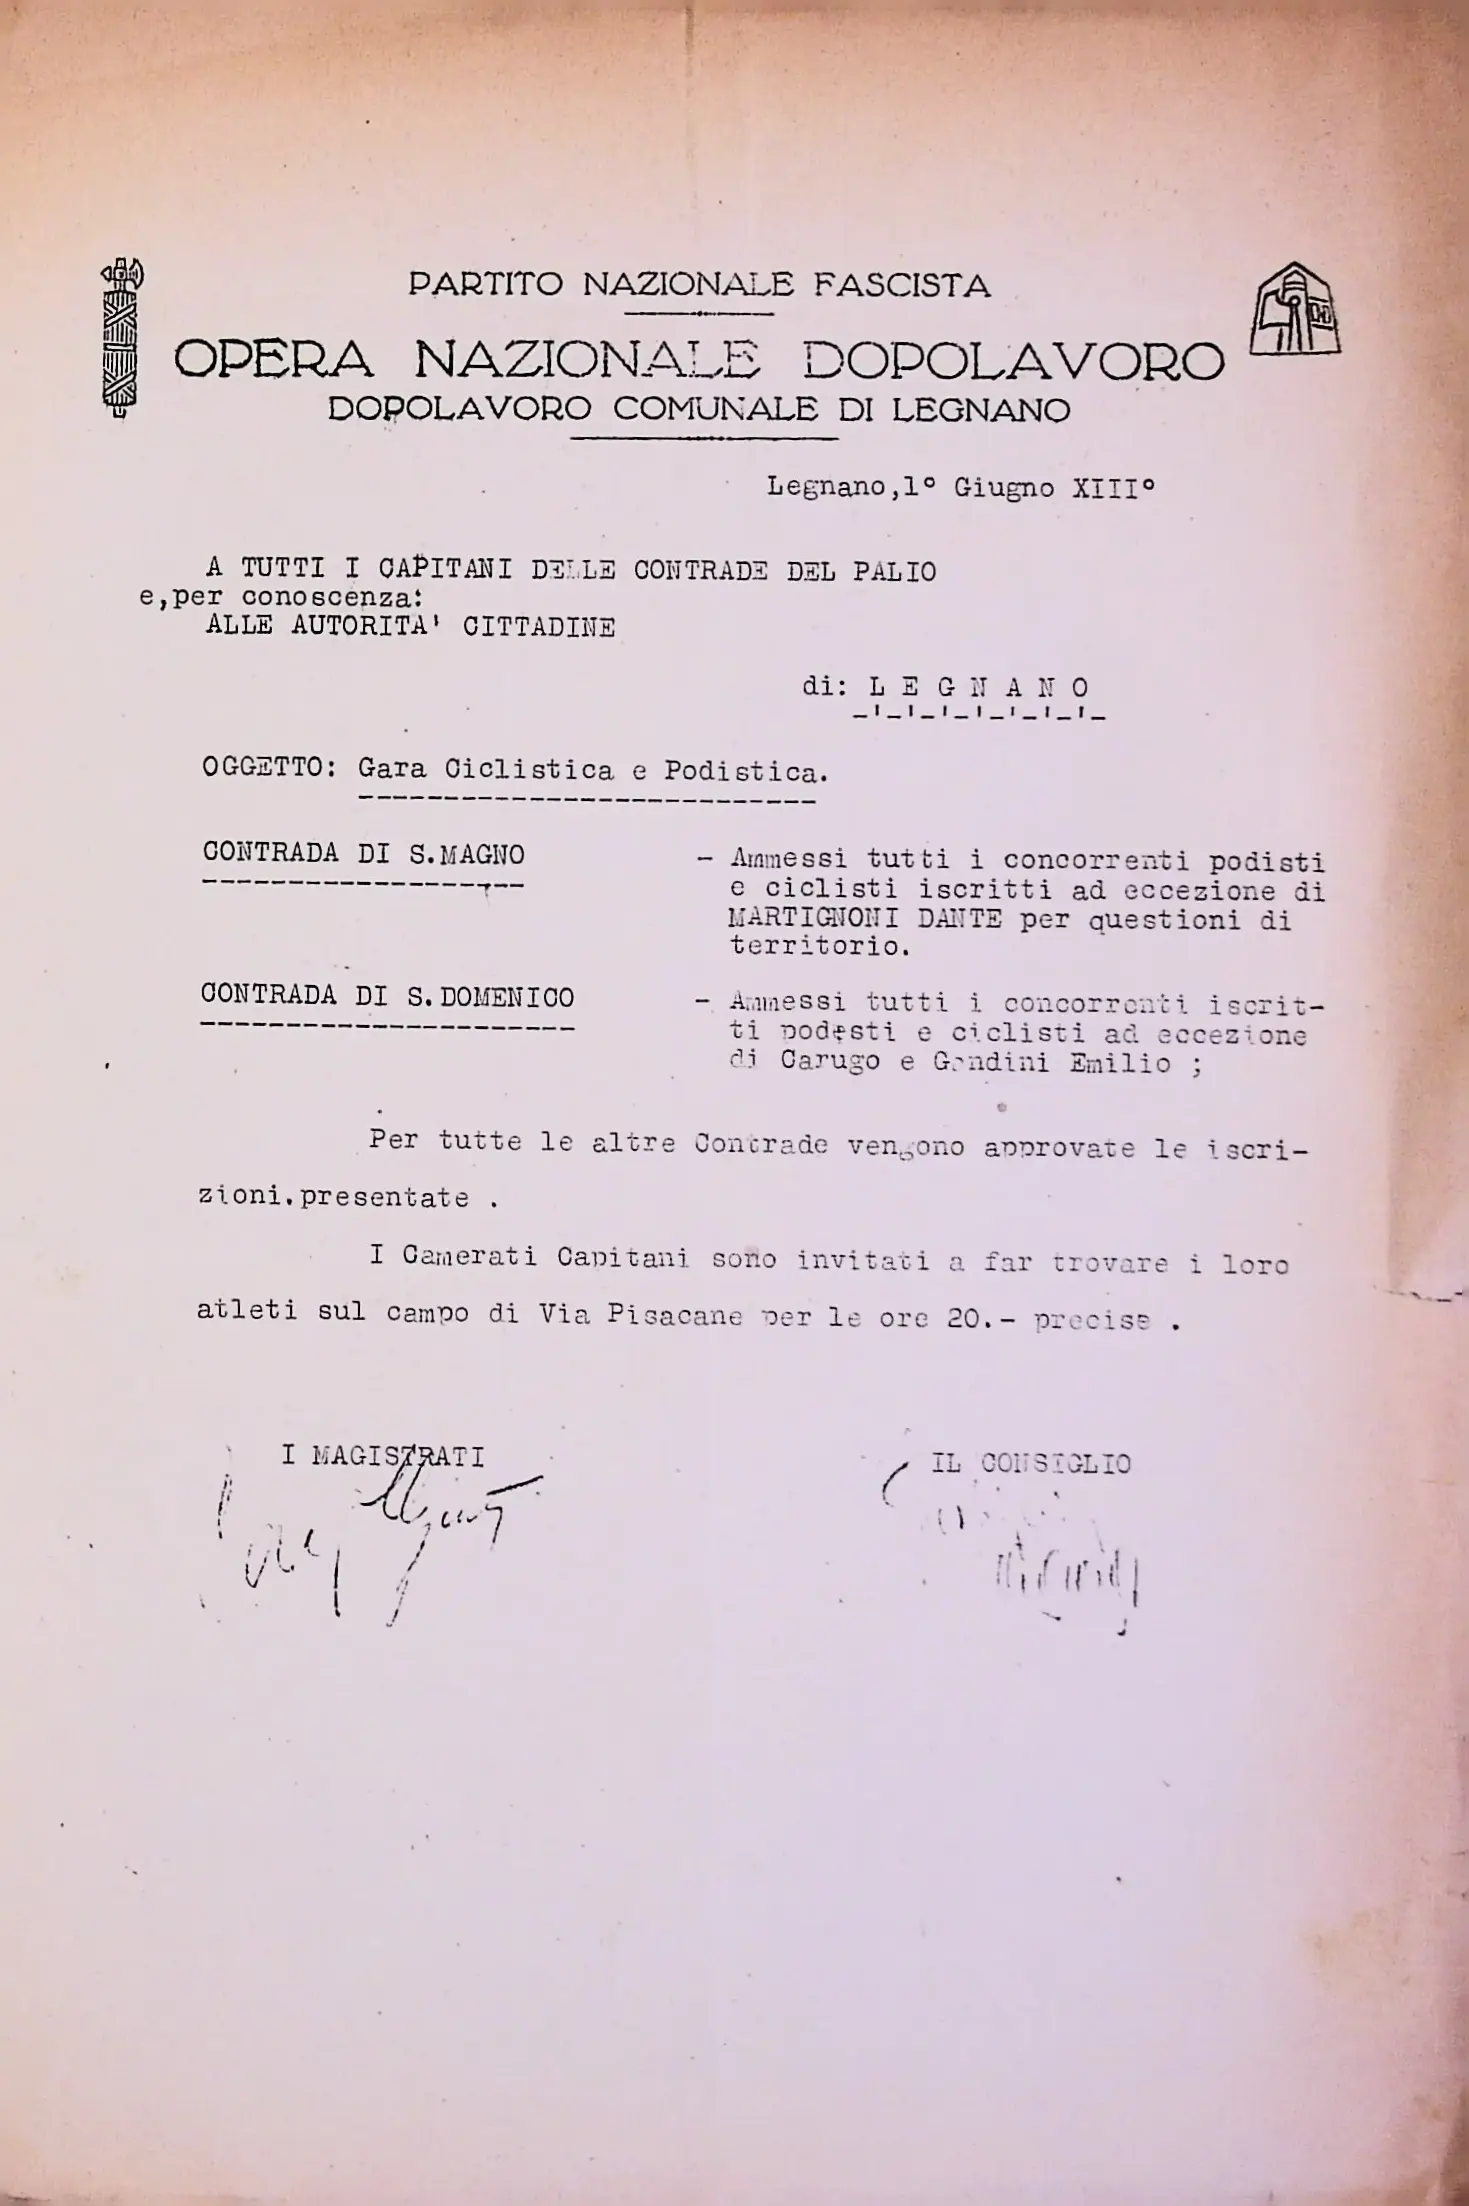 PARTITO NAZIONALE FASCISTA
OPERA NAZIONALE DOPOLAVORO
DOPOLAVORO COMUNALE DI LEGNANO
Legnano,1° Giugno XIII°
A TUTTI I CAPITANI DELLE CONTRADE DEL PALIO
e,per conoscenza:
ALLE AUTORITA' CITTADINE
di: L E G N A N O
OGGETTO: Gara Ciclistica e Podistica.
CONTRADA DI S.MAGNO - Ammessi tutti i concorrenti podisti
e ciclisti iscritti ad eccezione di
MARTIGNONI DANTE per questioni di
territorio.
CONTRADA DI S.DOMENICO - Ammessi tutti i concorrenti iscrit-
ti podisti e ciclisti ad eccezione
di Carugo e Emilio ;
Per tutte le altre Contrade vengono approvate le iscri-
zioni.presentate .
I Camerati Capitani sono invitati a far trovare i loro
atleti sul campo di Via Pisacane per le ore 20.- precise .
I MAGISTRATI IL CONSIGLIO